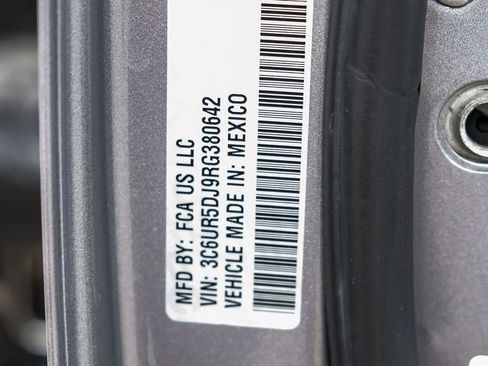 MFD BY: FCA US LLC
VIN: 3C6UR5DJ9RG380642
VEHICLE MADE IN: MEXICO